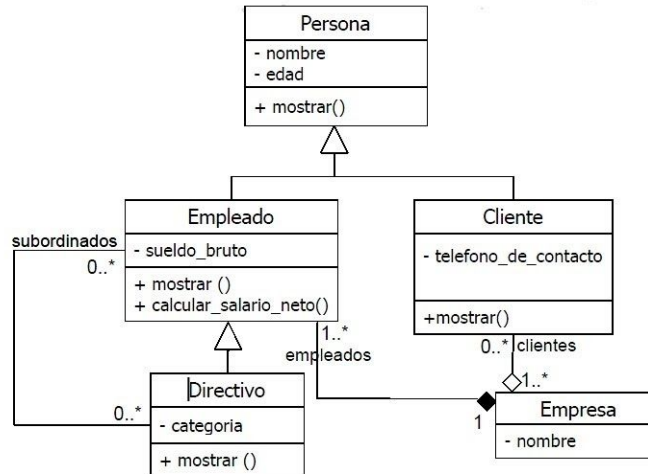 Persona
- nombre
- edad
+ mostrar()
Empleado
- sueldo_bruto
+ mostrar ()
+ calcular_salario_neto()
Cliente
- telefono_de_contacto
+mostrar()
subordinados
0..*
1..*
empleados
0..* clientes
1..*
Directivo
- categoria
+ mostrar ()
0..*
1
Empresa
- nombre